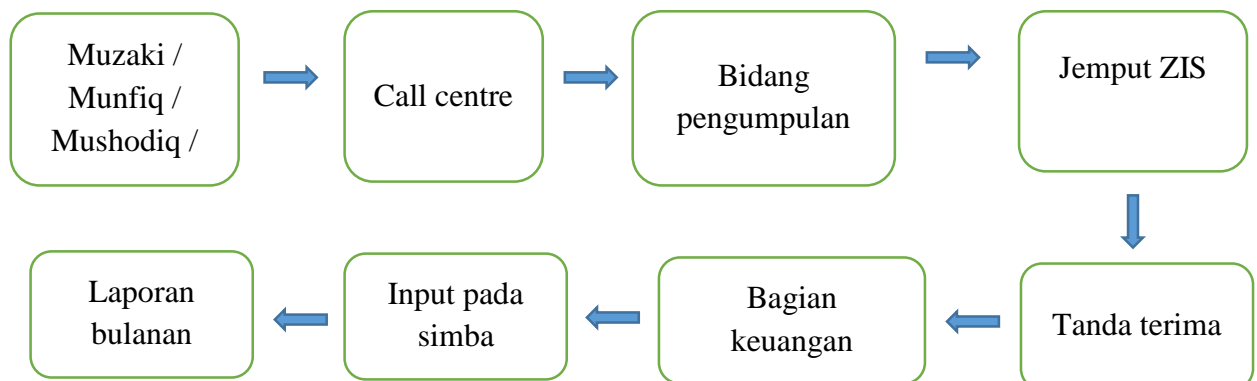 Muzaki /
Munfiq /
Mushodiq /
Call centre
Bidang
pengumpulan
Jemput ZIS
Tanda terima
Bagian
keuangan
Input pada
simba
Laporan
bulanan